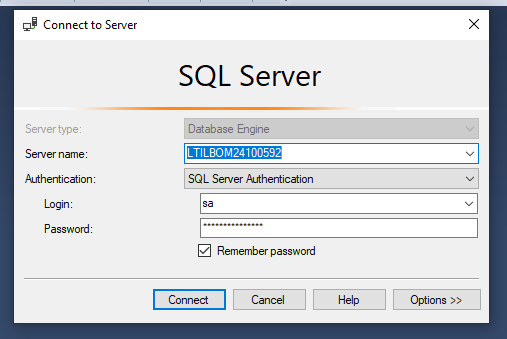 Connect to Server
SQL Server
Server type: Database Engine
Server name: LTILBOM24100592
Authentication: SQL Server Authentication
Login: sa
Password: ***************
Remember password
Connect Cancel Help Options >>